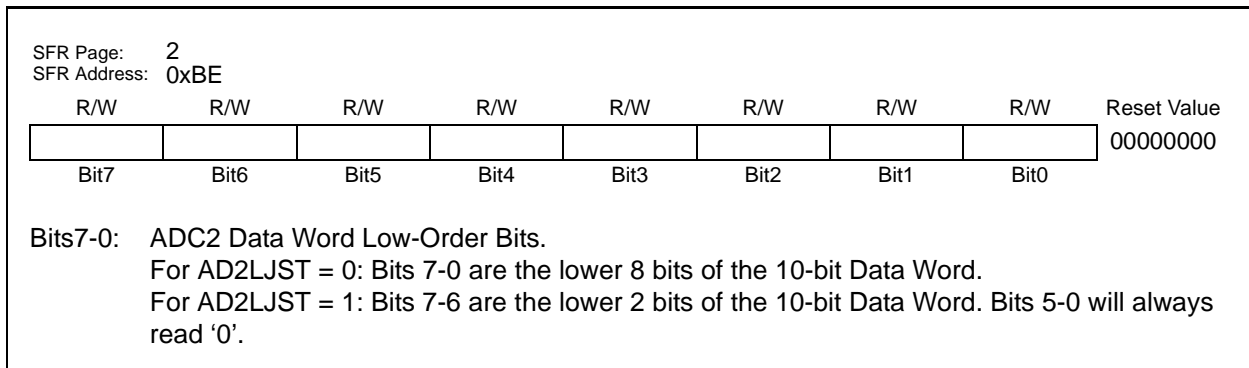 SFR Page: 2
SFR Address: 0xBE
R/W R/W R/W R/W R/W R/W R/W R/W Reset Value
00000000
Bit7 Bit6 Bit5 Bit4 Bit3 Bit2 Bit1 Bit0
Bits7-0: ADC2 Data Word Low-Order Bits.
For AD2LJST = 0: Bits 7-0 are the lower 8 bits of the 10-bit Data Word.
For AD2LJST = 1: Bits 7-6 are the lower 2 bits of the 10-bit Data Word. Bits 5-0 will always
read ‘0’.